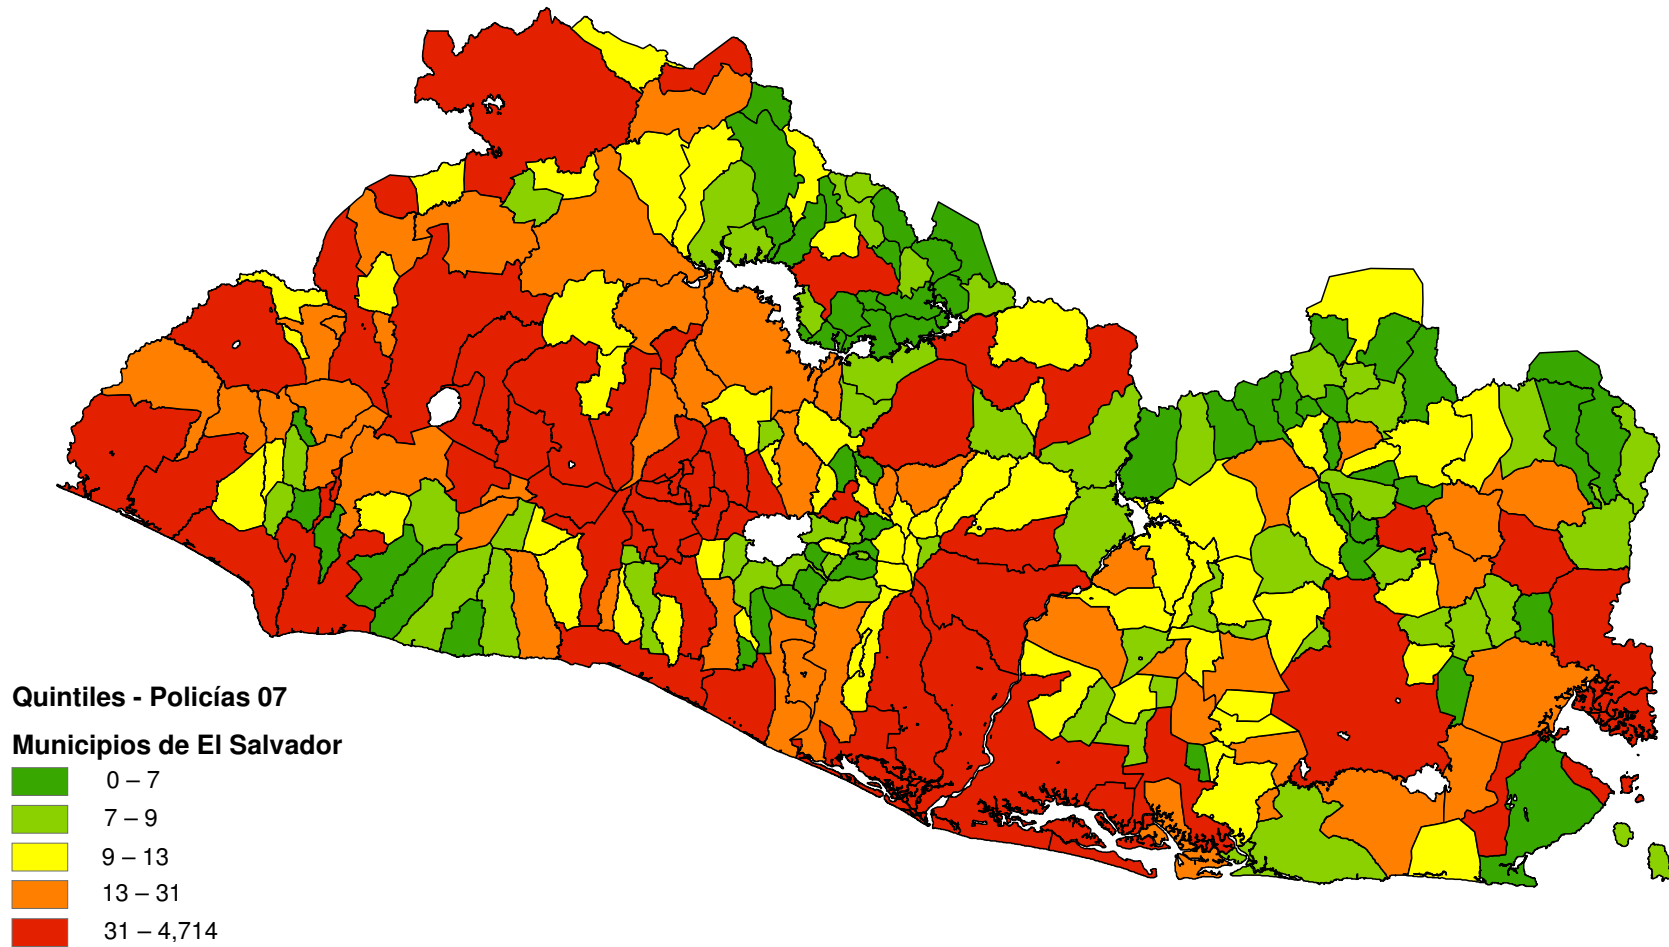 Quintiles - Policías 07
Municipios de El Salvador
0 – 7
7 – 9
9 – 13
13 – 31
31 – 4,714